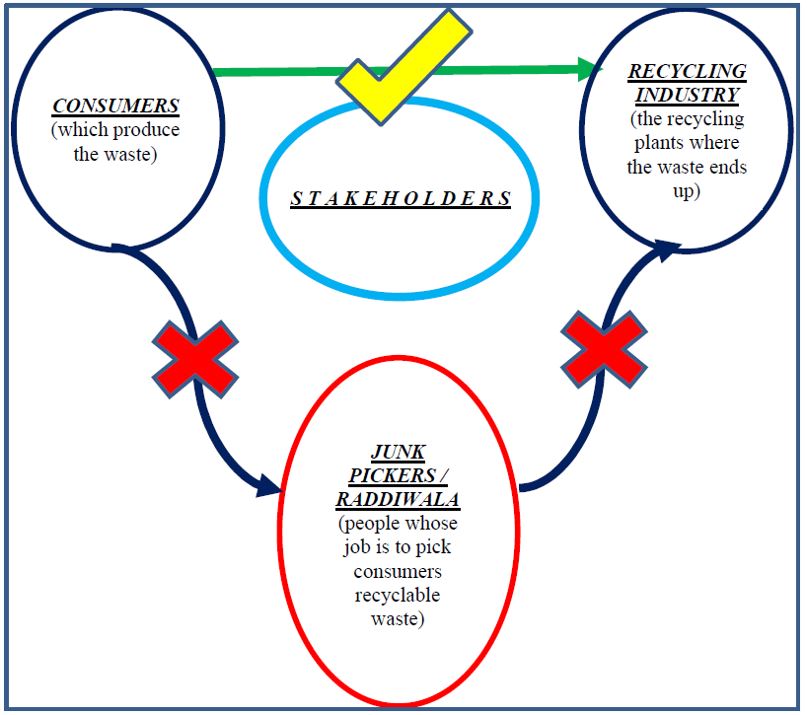 CONSUMERS
(which produce
the waste)
RECYCLING
INDUSTRY
(the recycling
plants where
the waste ends
up)
S T A K E H O L D E R S
JUNK
PICKERS /
RADDIWALA
(people whose
job is to pick
consumers
recyclable
waste)